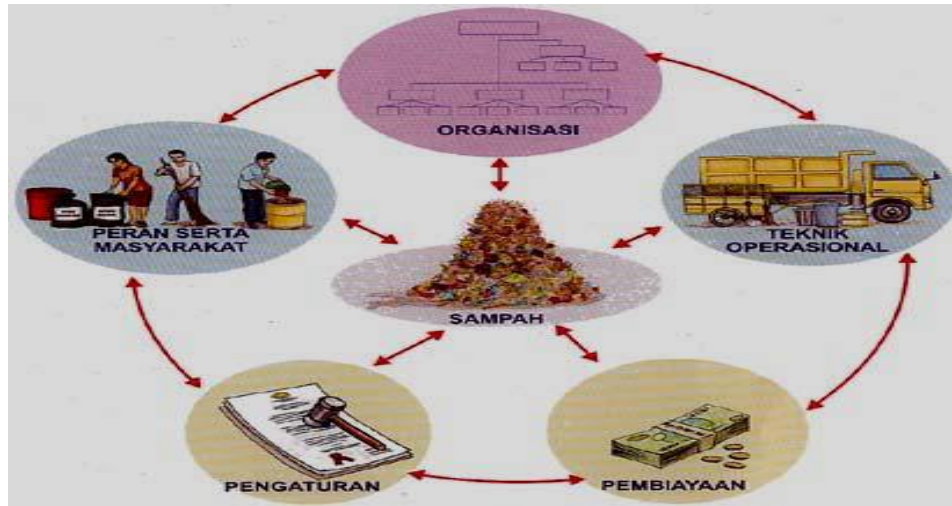 ORGANISASI
PERAN SERTA
MASYARAKAT
TEKNIK
OPERASIONAL
SAMPAH
PENGATURAN
PEMBIAYAAN